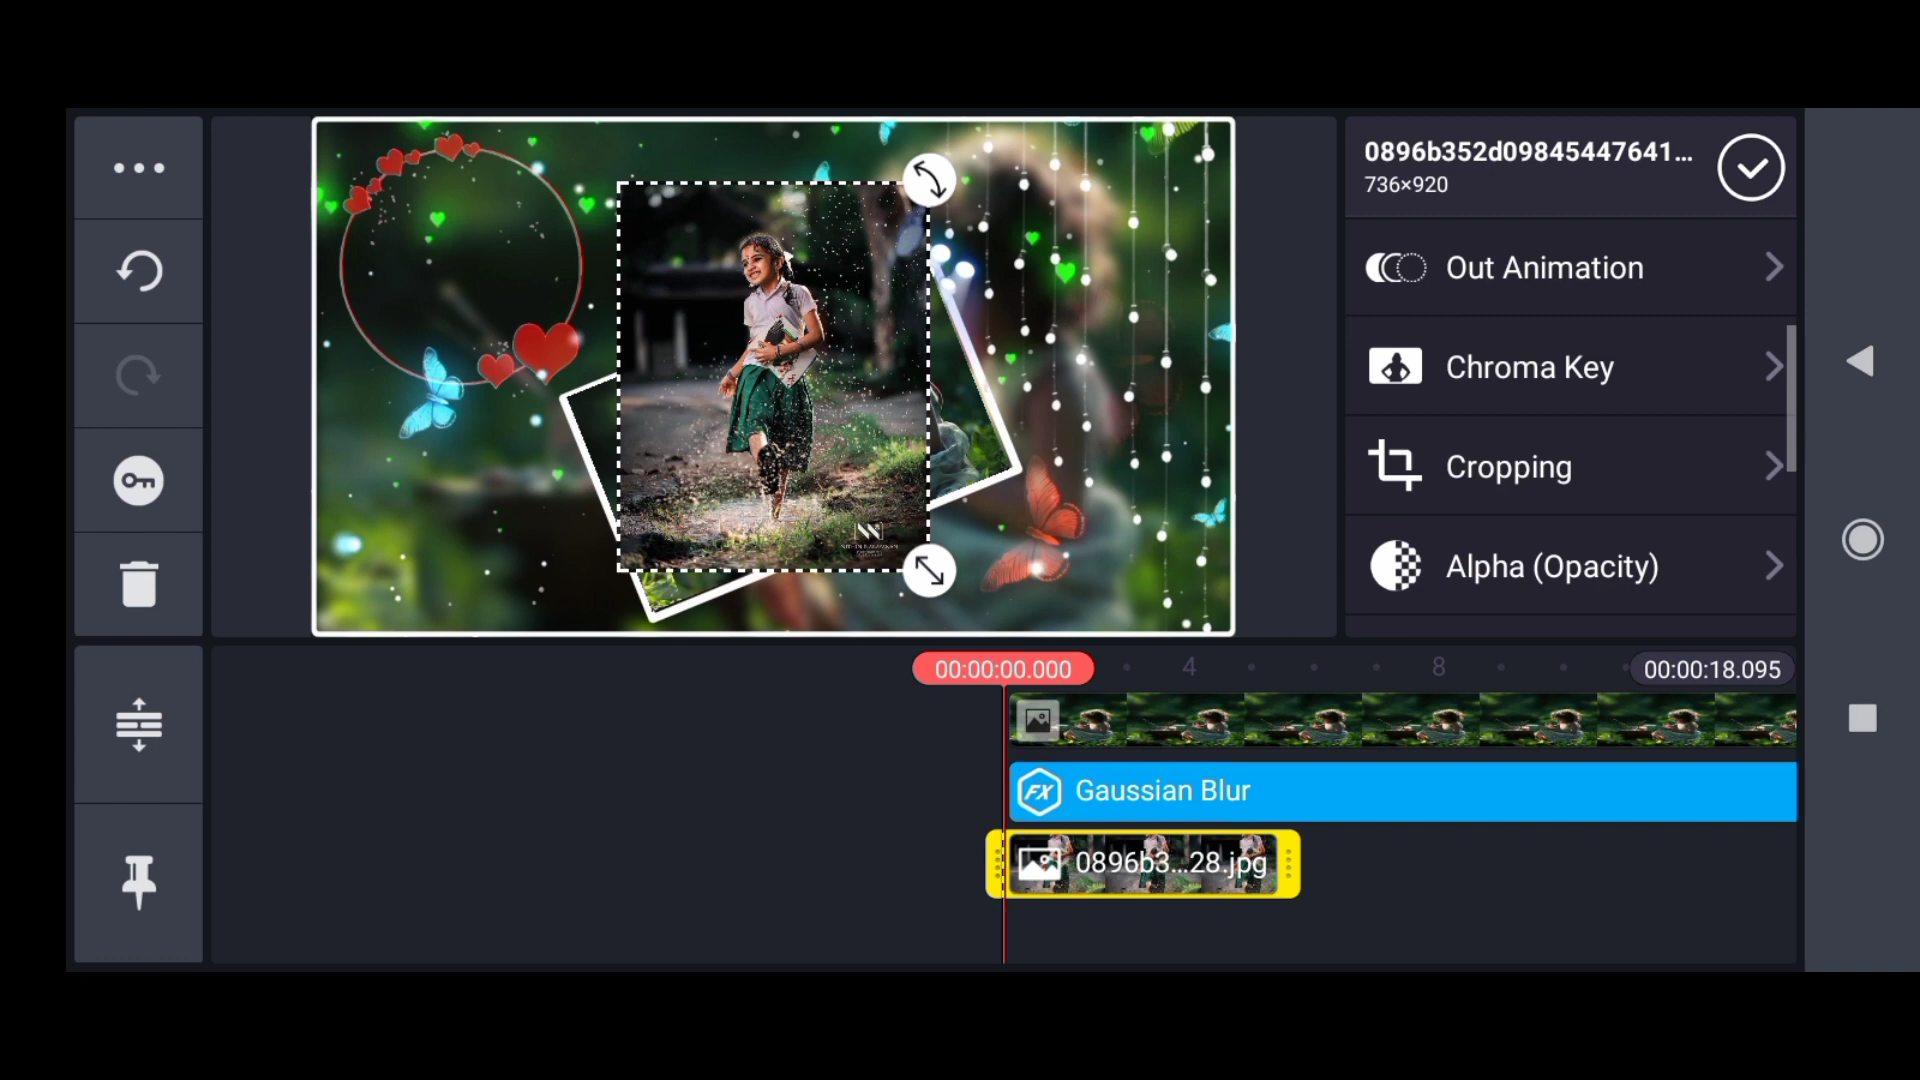 0896b352d09845447641...
736×920
Out Animation
Chroma Key
Cropping
Alpha (Opacity)
00:00:00.000
4
8
00:00:18.095
FX Gaussian Blur
0896b3...28.jpg